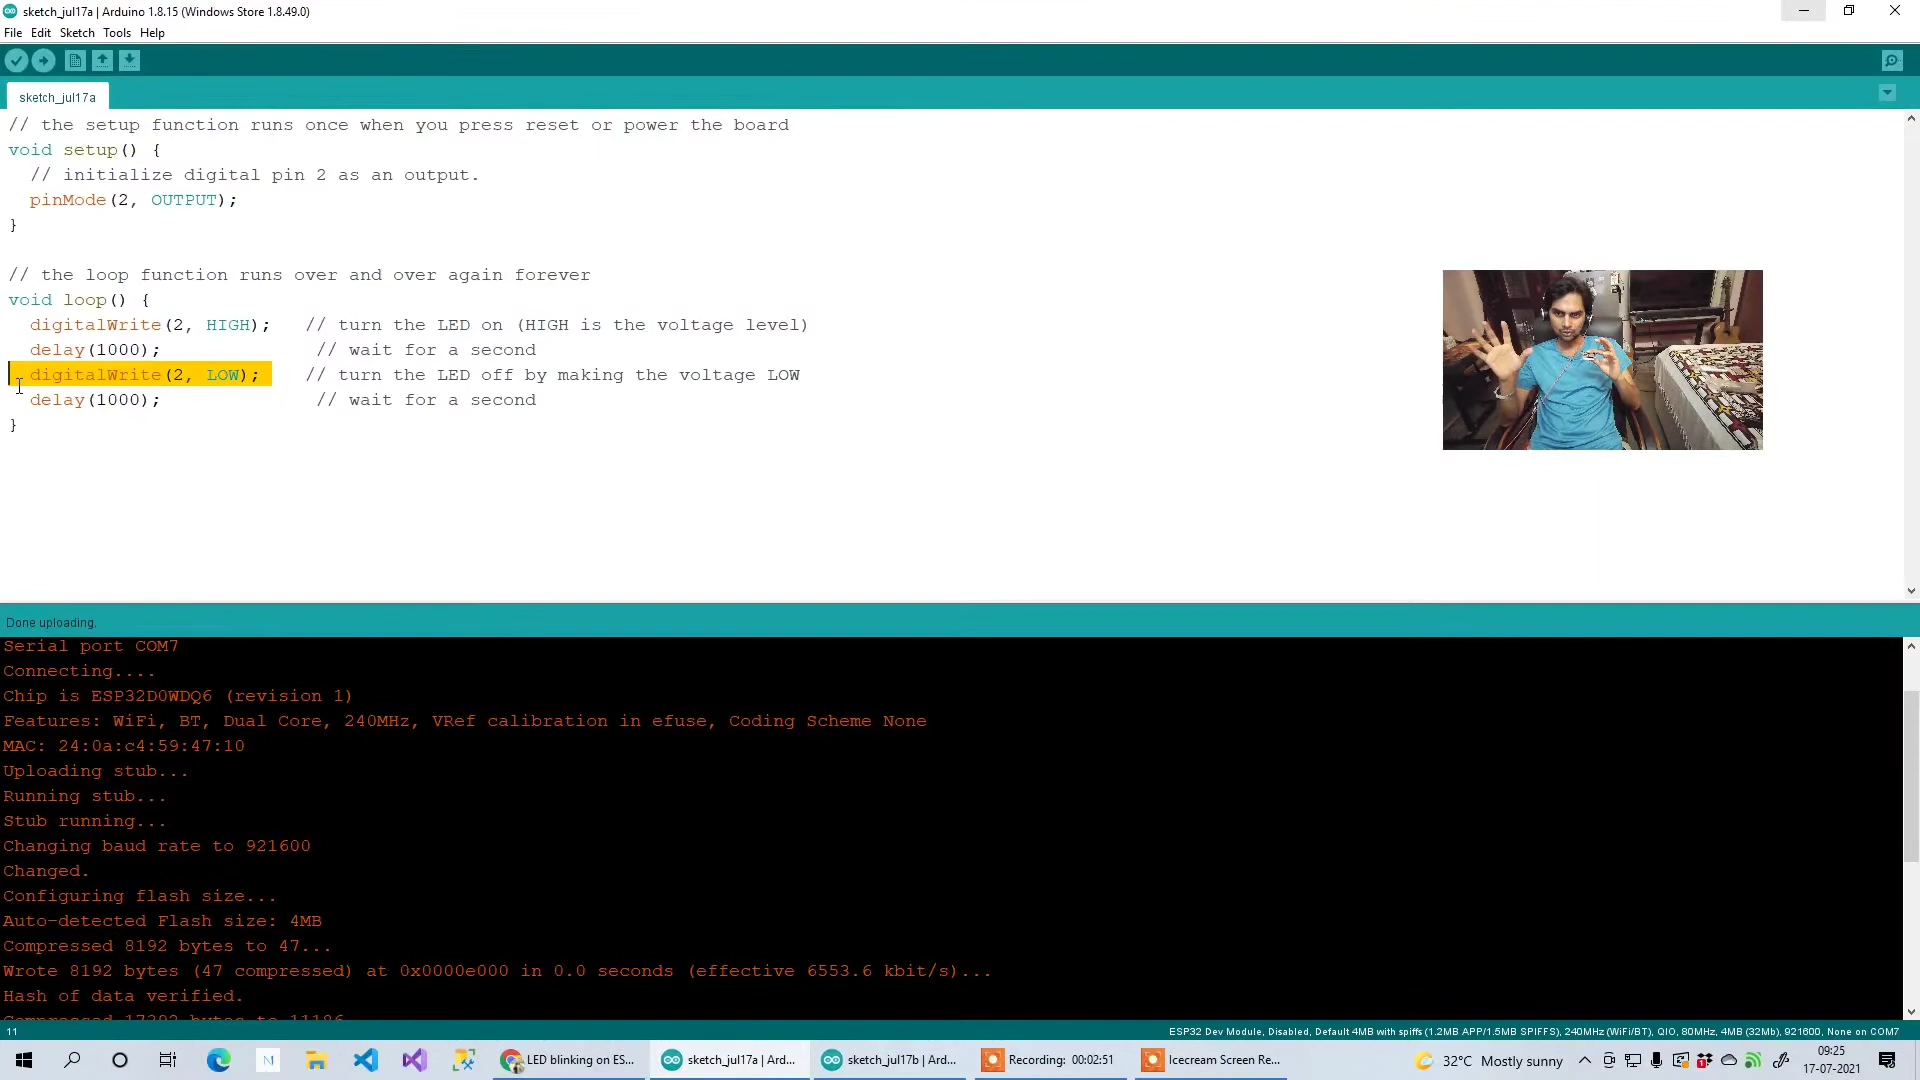 sketch_jul17a | Arduino 1.8.15 (Windows Store 1.8.49.0)
File Edit Sketch Tools Help
sketch_jul17a
// the setup function runs once when you press reset or power the board
void setup() {
// initialize digital pin 2 as an output.
pinMode(2, OUTPUT);
}
// the loop function runs over and over again forever
void loop() {
digitalWrite(2, HIGH); // turn the LED on (HIGH is the voltage level)
delay(1000); // wait for a second
digitalWrite(2, LOW); // turn the LED off by making the voltage LOW
delay(1000); // wait for a second
}
Done uploading.
Serial port COM7
Connecting....
Chip is ESP32D0WDQ6 (revision 1)
Features: WiFi, BT, Dual Core, 240MHz, VRef calibration in efuse, Coding Scheme None
MAC: 24:0a:c4:59:47:10
Uploading stub...
Running stub...
Stub running...
Changing baud rate to 921600
Changed.
Configuring flash size...
Auto-detected Flash size: 4MB
Compressed 8192 bytes to 47...
Wrote 8192 bytes (47 compressed) at 0x0000e000 in 0.0 seconds (effective 6553.6 kbit/s)...
Hash of data verified.
Compressed 17392 bytes to 11186
11 ESP32 Dev Module, Disabled, Default 4MB with spiffs (1.2MB APP/1.5MB SPIFFS), 240MHz (WiFi/BT), QIO, 80MHz, 4MB (32Mb), 921600, None on COM7
LED blinking on ES... sketch_jul17a | Ard... sketch_jul17b | Ard... Recording: 00:02:51 Icecream Screen Re... 32°C Mostly sunny 09:25
17-07-2021